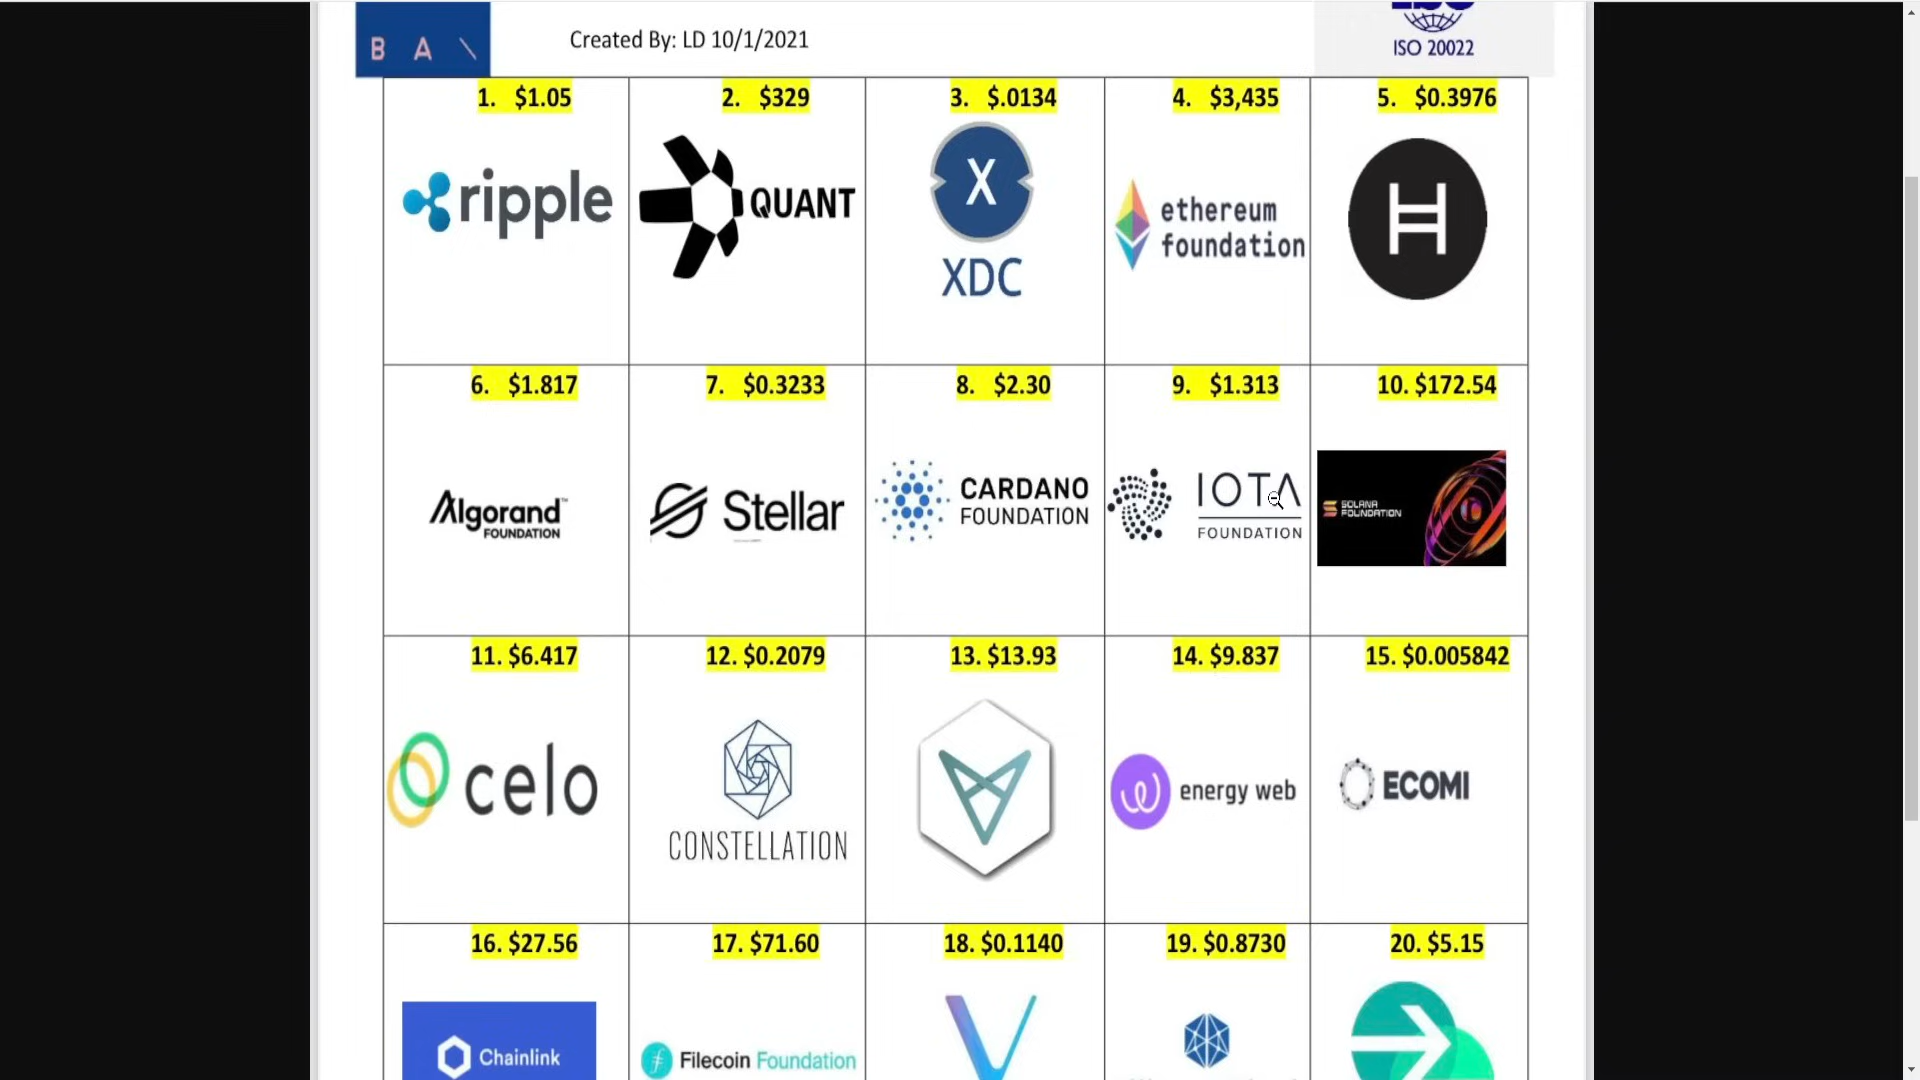 B A \
Created By: LD 10/1/2021
ISO 20022
1. $1.05
2. $329
3. $.0134
4. $3,435
5. $0.3976
ripple
QUANT
X
XDC
ethereum
foundation
H
6. $1.817
7. $0.3233
8. $2.30
9. $1.313
10. $172.54
Algorand™
FOUNDATION
Stellar
CARDANO
FOUNDATION
IOTA
FOUNDATION
SOLANA
FOUNDATION
11. $6.417
12. $0.2079
13. $13.93
14. $9.837
15. $0.005842
celo
CONSTELLATION
energy web
ECOMI
16. $27.56
17. $71.60
18. $0.1140
19. $0.8730
20. $5.15
Chainlink
Filecoin Foundation